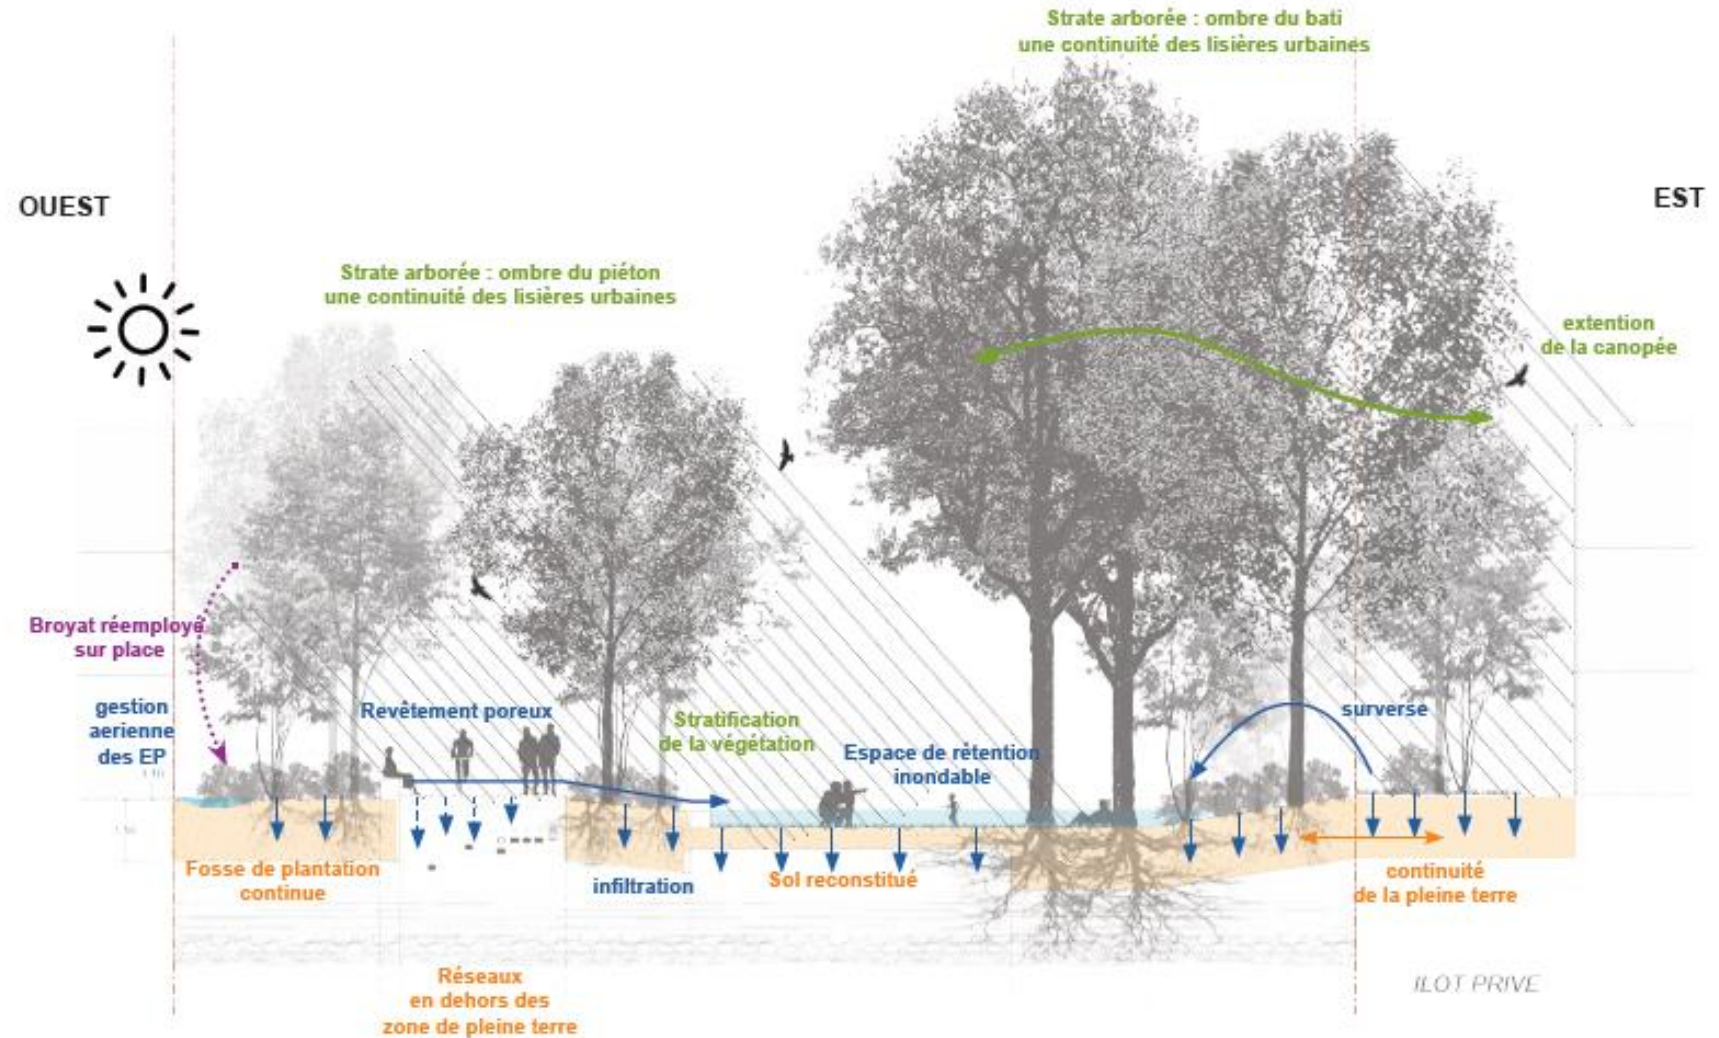 Strate arborée : ombre du bati
une continuité des lisières urbaines
OUEST
EST
Strate arborée : ombre du piéton
une continuité des lisières urbaines
extention
de la canopée
Broyat réemployé
sur place
gestion
aerienne
des EP
Revêtement poreux
Stratification
de la végétation
Espace de rétention
inondable
surverse
Fosse de plantation
continue
infiltration
Sol reconstitué
continuité
de la pleine terre
Réseaux
en dehors des
zone de pleine terre
ILOT PRIVE